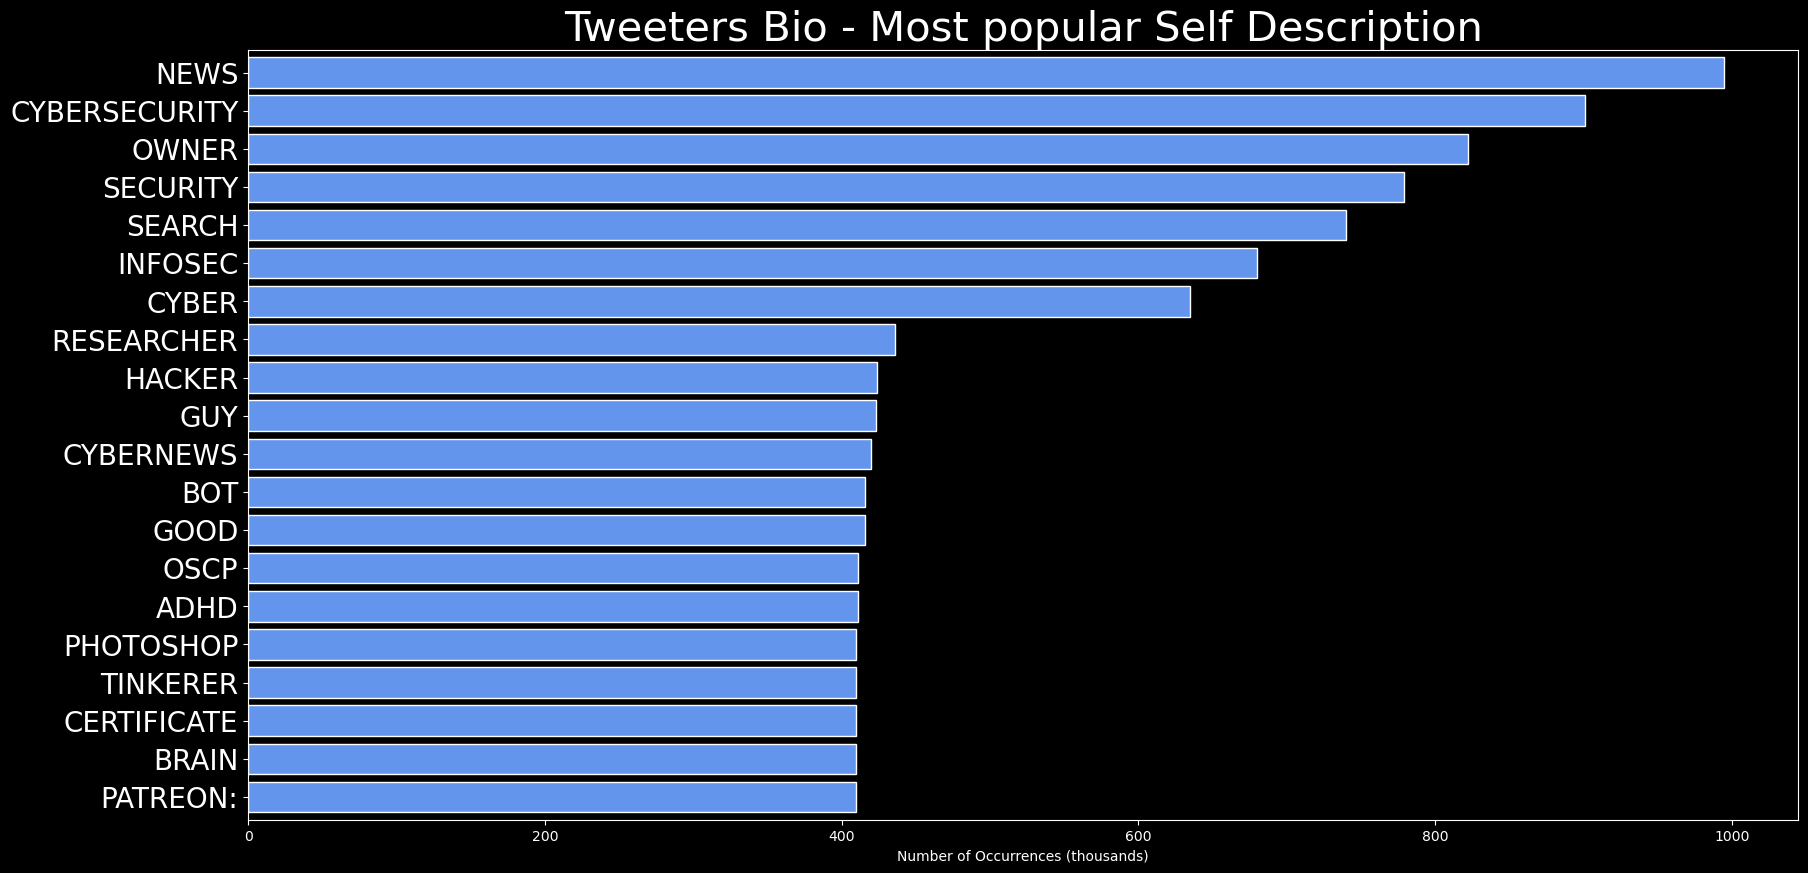 Tweeters Bio - Most popular Self Description
NEWS
CYBERSECURITY
OWNER
SECURITY
SEARCH
INFOSEC
CYBER
RESEARCHER
HACKER
GUY
CYBERNEWS
BOT
GOOD
OSCP
ADHD
PHOTOSHOP
TINKERER
CERTIFICATE
BRAIN
PATREON:
0 200 400 600 800 1000
Number of Occurrences (thousands)